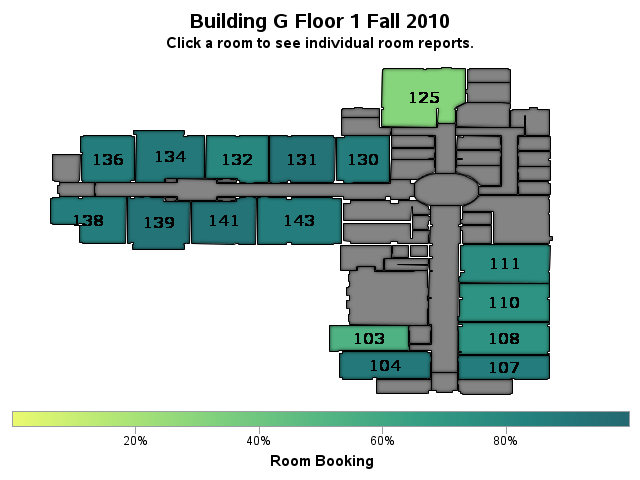 Building G Floor 1 Fall 2010
Click a room to see individual room reports.
125
136 134 132 131 130
138 139 141 143
111
110
103 108
104 107
20% 40% 60% 80%
Room Booking